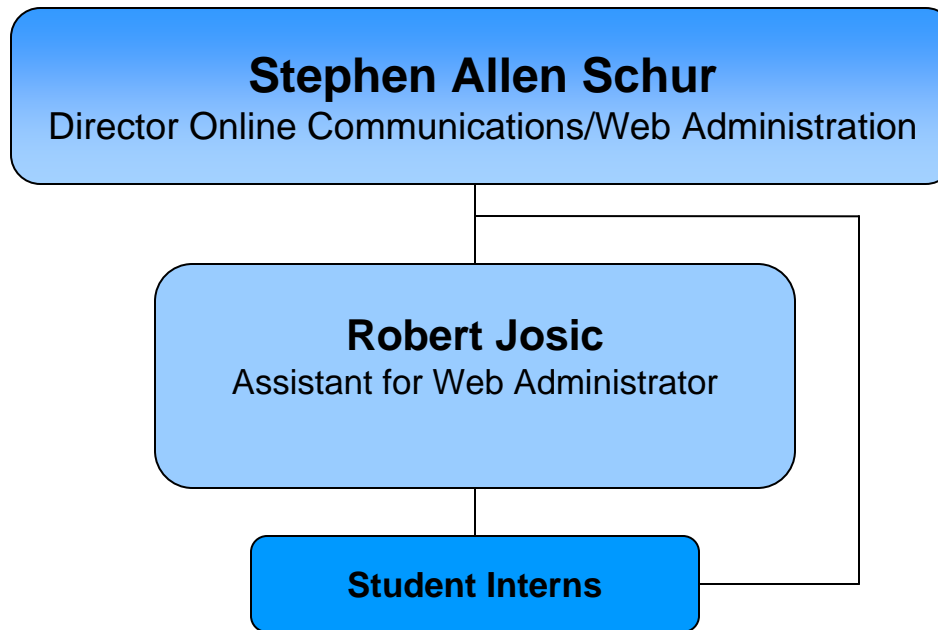 Stephen Allen Schur
Director Online Communications/Web Administration
Robert Josic
Assistant for Web Administrator
Student Interns